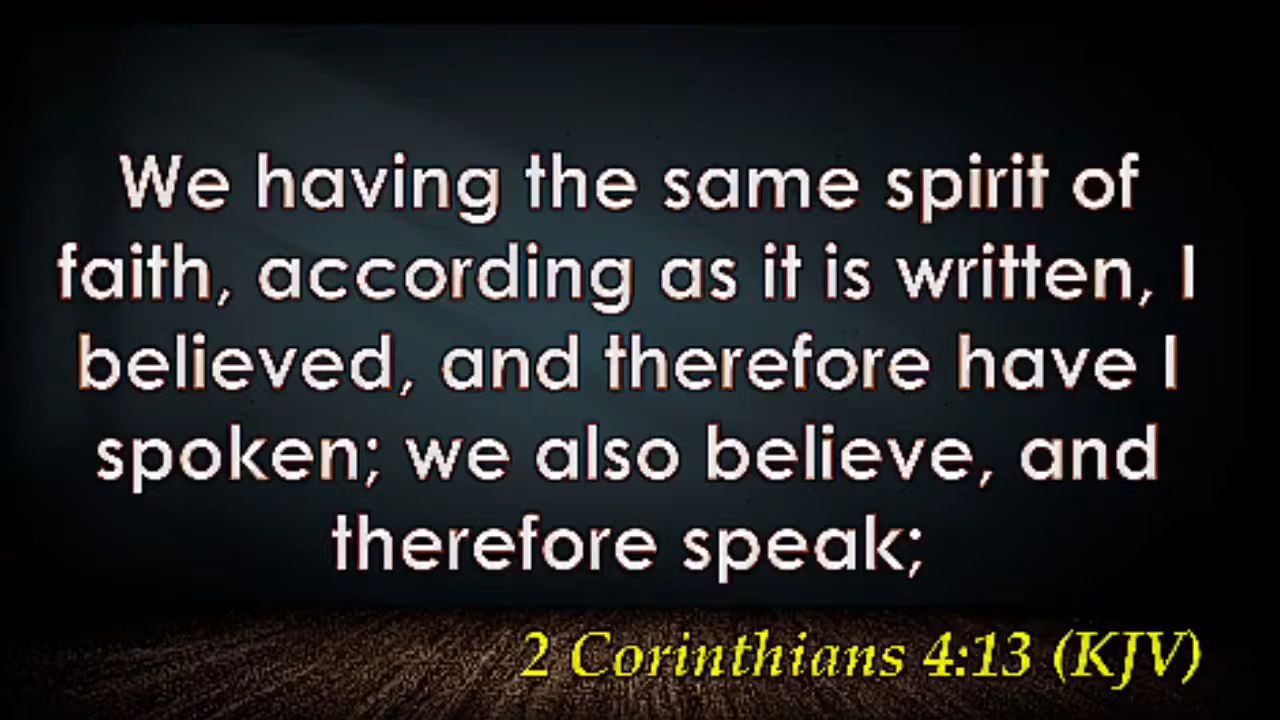 We having the same spirit of
faith, according as it is written, I
believed, and therefore have I
spoken; we also believe, and
therefore speak;
2 Corinthians 4:13 (KJV)